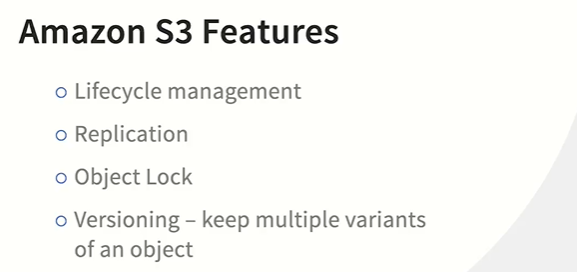 Amazon S3 Features
Lifecycle management
Replication
Object Lock
Versioning – keep multiple variants
of an object